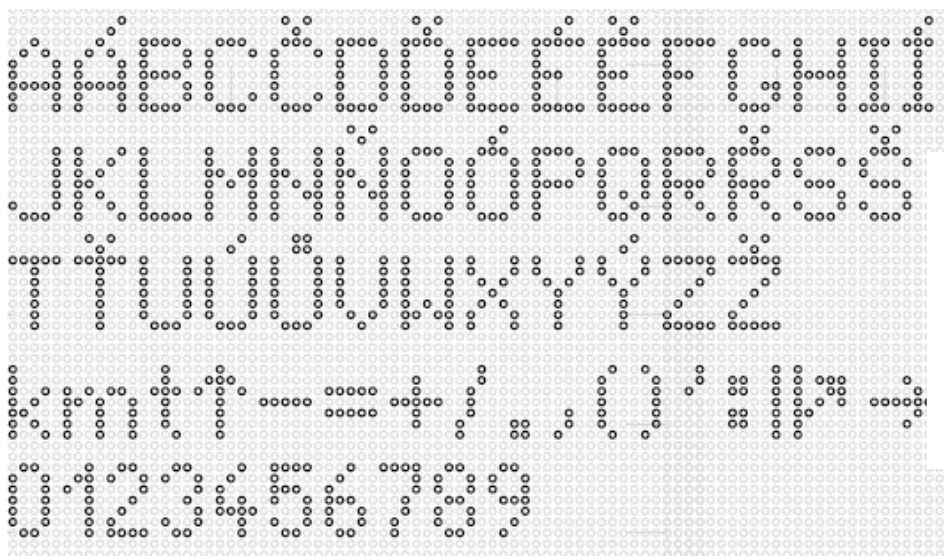 AÁBCČDĎEÉĚFGHIÍ
JKLMNŇOÓPQRŘSŠ
TŤUÚŮVWXYÝZŽ
kmt↑—=+/.,()'→
0123456789